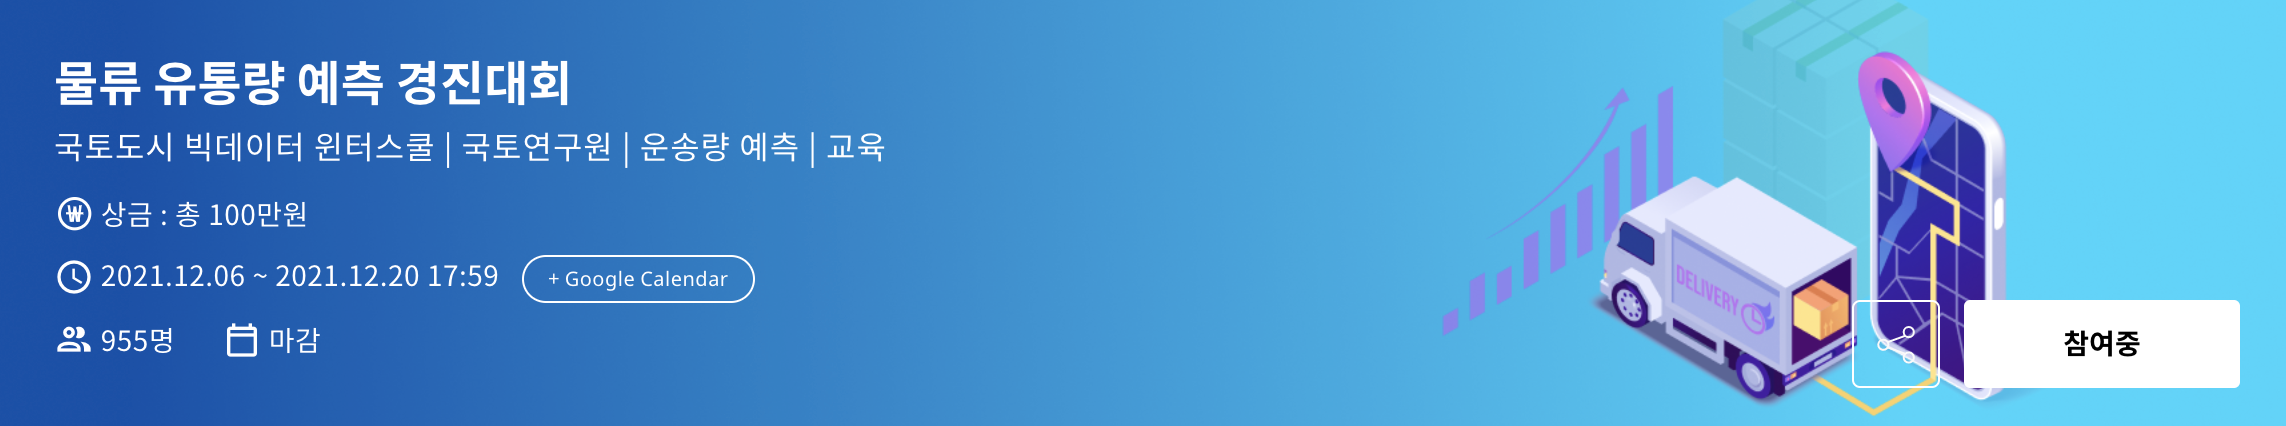 물류 유통량 예측 경진대회
국토도시 빅데이터 윈터스쿨 | 국토연구원 | 운송량 예측 | 교육
상금 : 총 100만원
2021.12.06 ~ 2021.12.20 17:59
+ Google Calendar
955명
마감
DELIVERY
참여중